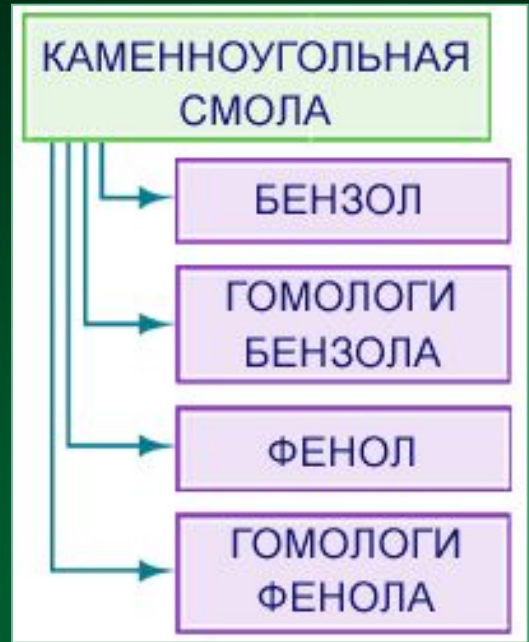 КАМЕННОУГОЛЬНАЯ
СМОЛА
БЕНЗОЛ
ГОМОЛОГИ
БЕНЗОЛА
ФЕНОЛ
ГОМОЛОГИ
ФЕНОЛА